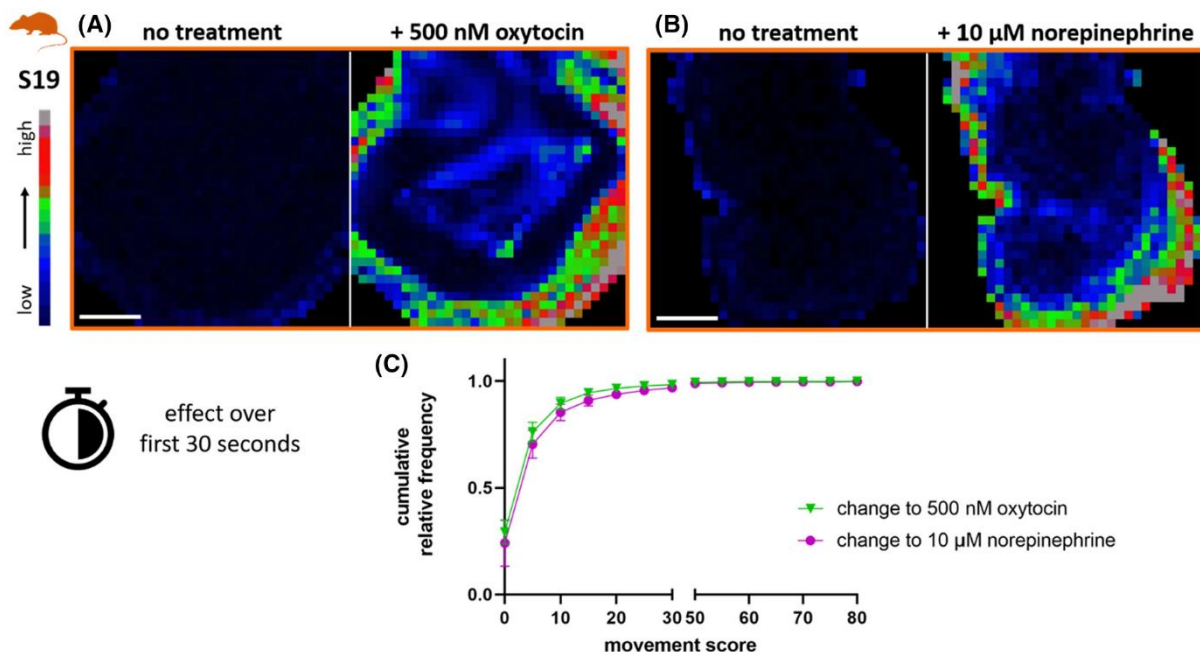 (A)
no treatment
+ 500 nM oxytocin
(B)
no treatment
+ 10 µM norepinephrine
S19
high
low
effect over
first 30 seconds
(C)
cumulative
relative frequency
1.0
0.5
0.0
0 10 20 30 50 60 70 80
movement score
change to 500 nM oxytocin
change to 10 µM norepinephrine